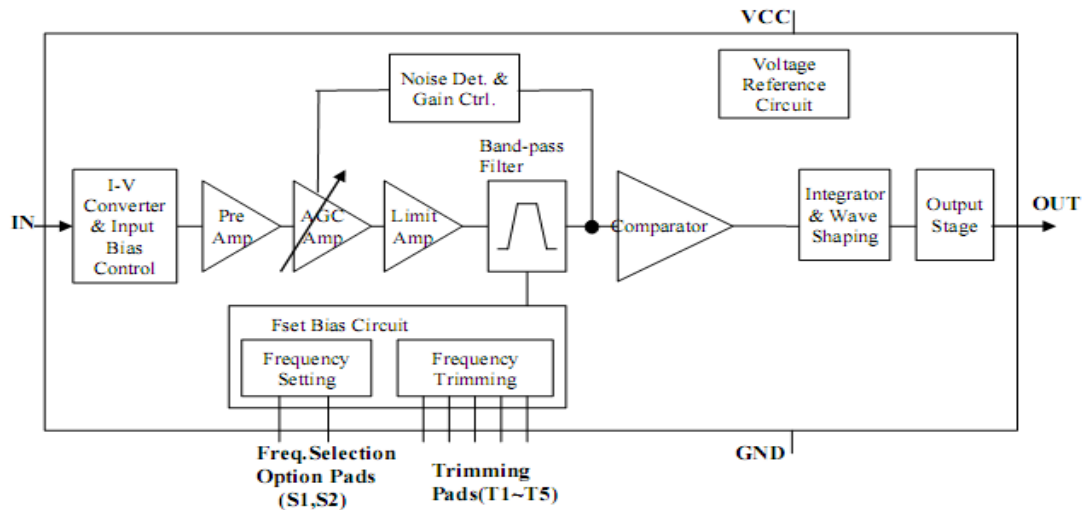 VCC
Noise Det. &
Gain Ctrl.
Voltage
Reference
Circuit
Band-pass
Filter
IN
I-V
Converter
& Input
Bias
Control
Pre
Amp
AGC
Amp
Limit
Amp
Comparator
Integrator
& Wave
Shaping
Output
Stage
OUT
Fset Bias Circuit
Frequency
Setting
Frequency
Trimming
Freq.Selection
Option Pads
(S1,S2)
Trimming
Pads(T1~T5)
GND